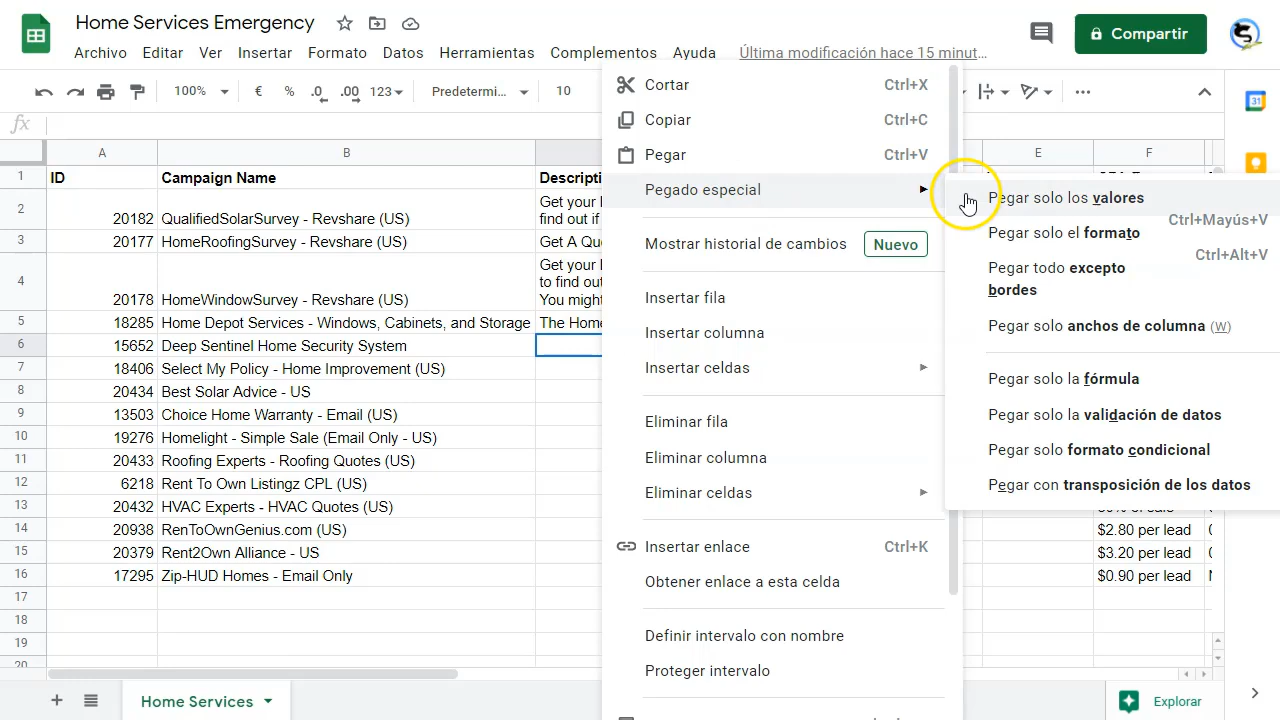 Home Services Emergency
Archivo Editar Ver Insertar Formato Datos Herramientas Complementos Ayuda Última modificación hace 15 minut…
Compartir
100% € % .0 .00 123 Predetermi... 10
fx
A B E F
1 ID Campaign Name Descripti
2 20182 QualifiedSolarSurvey - Revshare (US) Get your
find out if
3 20177 HomeRoofingSurvey - Revshare (US) Get A Qu
4 20178 HomeWindowSurvey - Revshare (US) Get your
to find out
You might
5 18285 Home Depot Services - Windows, Cabinets, and Storage The Home
6 15652 Deep Sentinel Home Security System
7 18406 Select My Policy - Home Improvement (US)
8 20434 Best Solar Advice - US
9 13503 Choice Home Warranty - Email (US)
10 19276 Homelight - Simple Sale (Email Only - US)
11 20433 Roofing Experts - Roofing Quotes (US)
12 6218 Rent To Own Listingz CPL (US)
13 20432 HVAC Experts - HVAC Quotes (US)
14 20938 RenToOwnGenius.com (US) $2.80 per lead
15 20379 Rent2Own Alliance - US $3.20 per lead
16 17295 Zip-HUD Homes - Email Only $0.90 per lead
17
18
19
20
Cortar Ctrl+X
Copiar Ctrl+C
Pegar Ctrl+V
Pegado especial
Mostrar historial de cambios Nuevo
Insertar fila
Insertar columna
Insertar celdas
Eliminar fila
Eliminar columna
Eliminar celdas
Insertar enlace Ctrl+K
Obtener enlace a esta celda
Definir intervalo con nombre
Proteger intervalo
Pegar solo los valores
Ctrl+Mayús+V
Pegar solo el formato
Ctrl+Alt+V
Pegar todo excepto
bordes
Pegar solo anchos de columna (W)
Pegar solo la fórmula
Pegar solo la validación de datos
Pegar solo formato condicional
Pegar con transposición de los datos
Home Services
Explorar
31